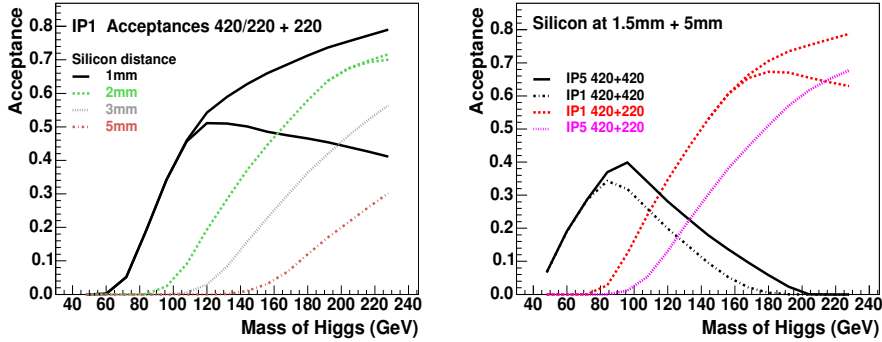 IP1 Acceptances 420/220 + 220
Silicon distance
1mm
2mm
3mm
5mm
Acceptance
0.8
0.7
0.6
0.5
0.4
0.3
0.2
0.1
0.0
40 60 80 100 120 140 160 180 200 220 240
Mass of Higgs (GeV)
Silicon at 1.5mm + 5mm
IP5 420+420
IP1 420+420
IP1 420+220
IP5 420+220
Acceptance
0.8
0.7
0.6
0.5
0.4
0.3
0.2
0.1
0.0
40 60 80 100 120 140 160 180 200 220 240
Mass of Higgs (GeV)